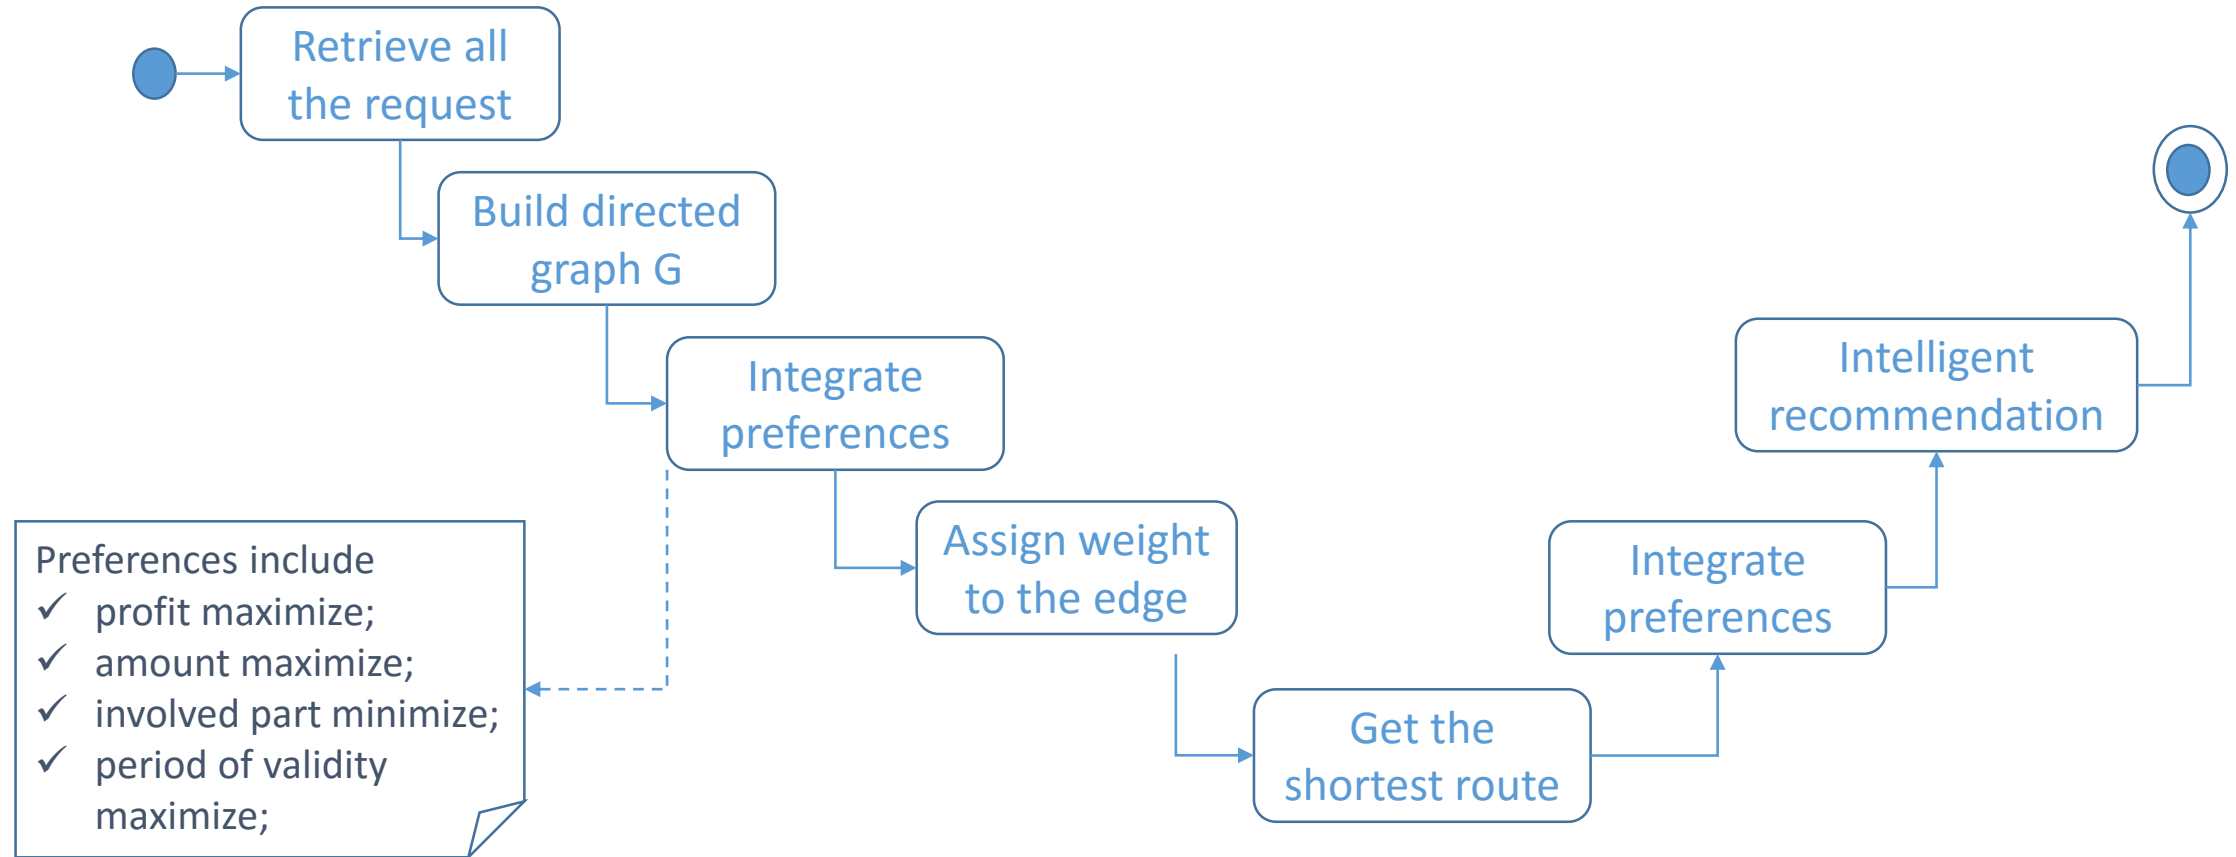 Retrieve all
the request
Build directed
graph G
Integrate
preferences
Assign weight
to the edge
Get the
shortest route
Integrate
preferences
Intelligent
recommendation
Preferences include
✓ profit maximize;
✓ amount maximize;
✓ involved part minimize;
✓ period of validity
maximize;